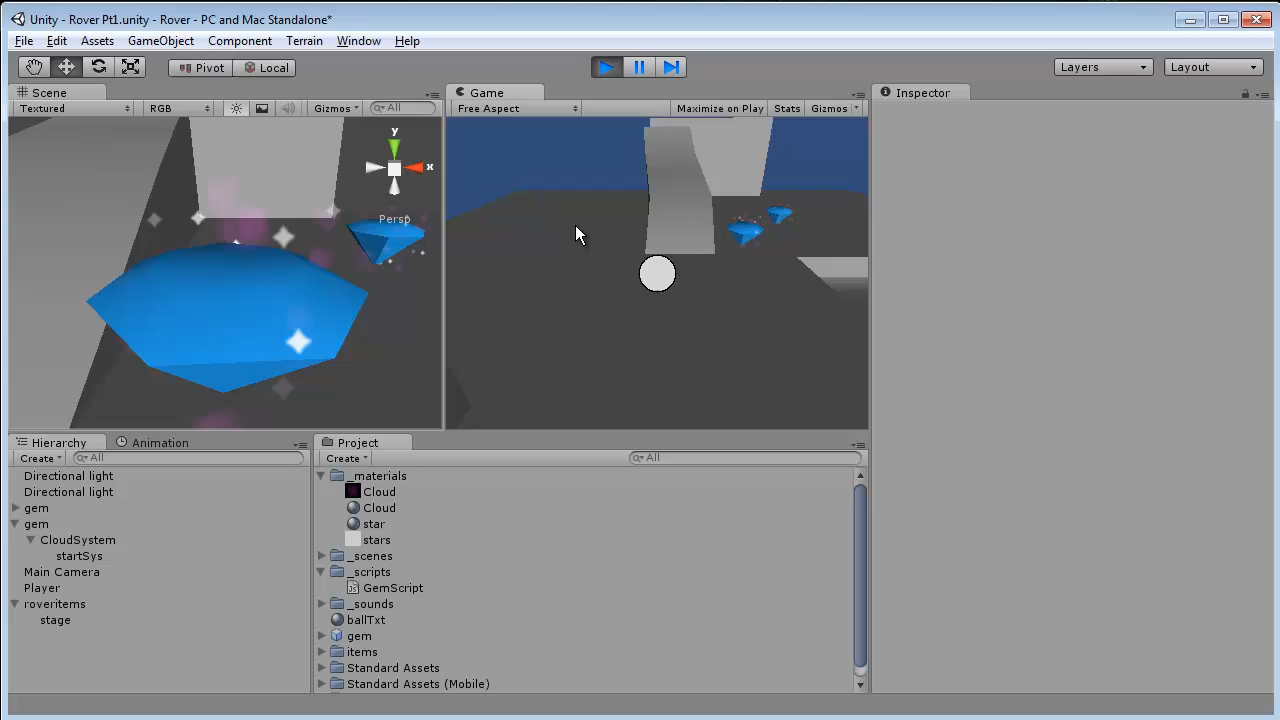 Unity - Rover Pt1.unity - Rover - PC and Mac Standalone*
File Edit Assets GameObject Component Terrain Window Help
Pivot Local Layers Layout
Scene Game Inspector
Textured RGB Gizmos All Free Aspect Maximize on Play Stats Gizmos
y
x
Persp
Hierarchy Animation Project
Create All Create All
Directional light
Directional light
gem
gem
CloudSystem
startSys
Main Camera
Player
roveritems
stage
_materials
Cloud
Cloud
star
stars
_scenes
_scripts
GemScript
_sounds
ballTxt
gem
items
Standard Assets
Standard Assets (Mobile)